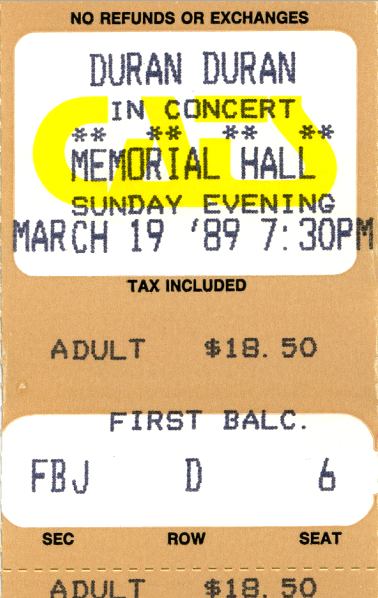 NO REFUNDS OR EXCHANGES
DURAN DURAN
IN CONCERT
** ** ** **
MEMORIAL HALL
SUNDAY EVENING
MARCH 19 '89 7:30PM
TAX INCLUDED
ADULT $18.50
FIRST BALC.
FBJ D 6
SEC ROW SEAT
ADULT $18.50